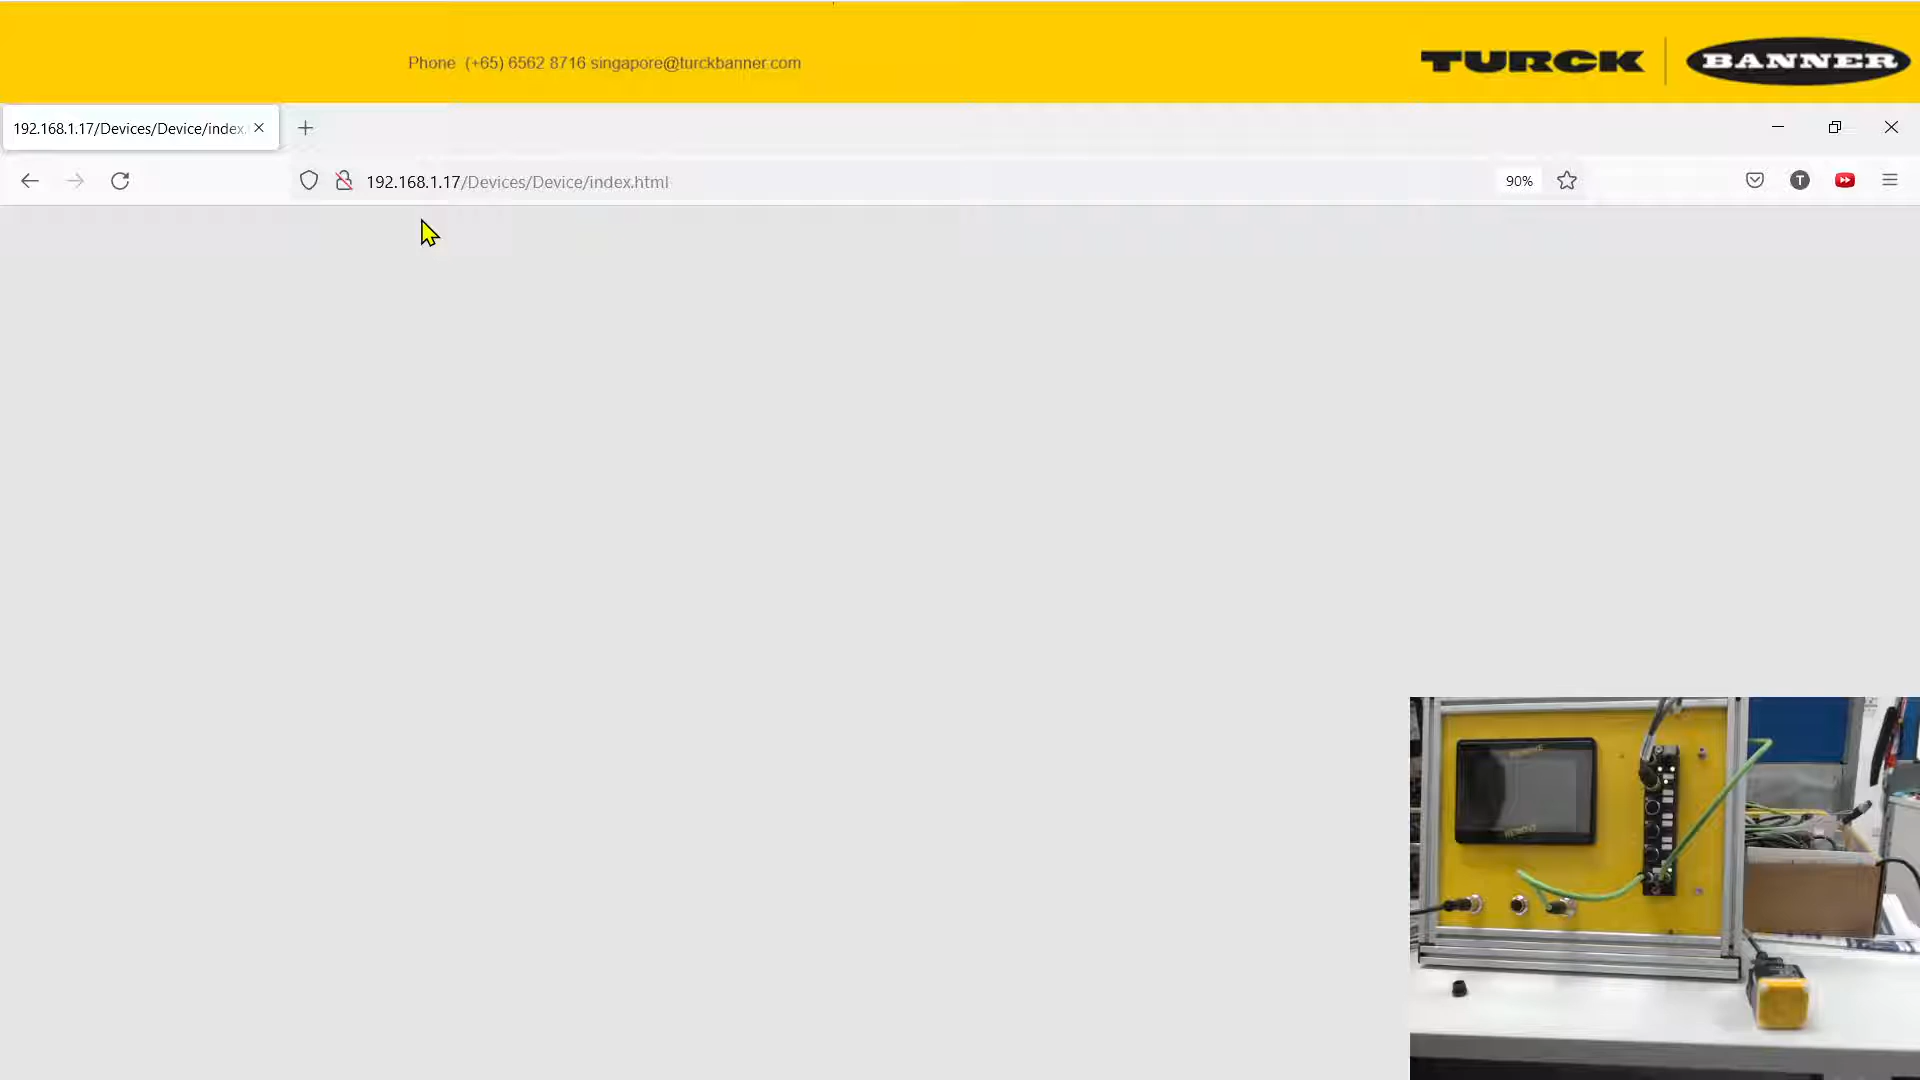 Phone (+65) 6562 8716 singapore@turckbanner.com
TURCK
BANNER
192.168.1.17/Devices/Device/index.
192.168.1.17/Devices/Device/index.html
90%
T